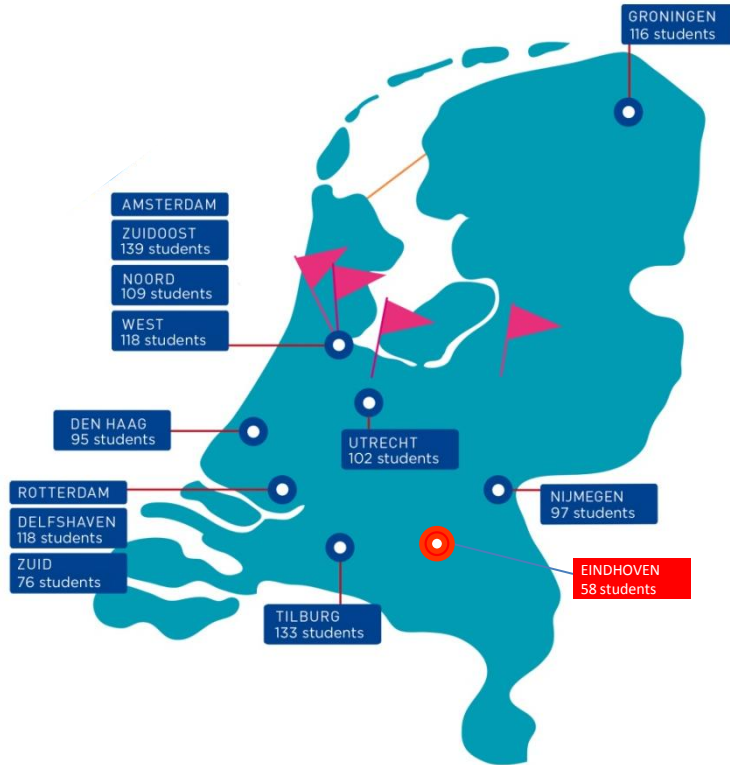 GRONINGEN
116 students
AMSTERDAM
ZUIDOOST
139 students
NOORD
109 students
WEST
118 students
DEN HAAG
95 students
UTRECHT
102 students
ROTTERDAM
DELFSHAVEN
118 students
ZUID
76 students
NIJMEGEN
97 students
EINDHOVEN
58 students
TILBURG
133 students